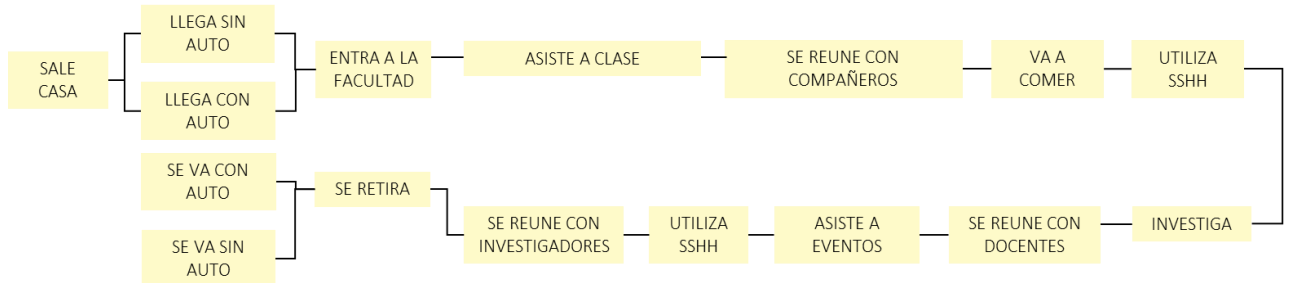 SALE
CASA
LLEGA SIN
AUTO
LLEGA CON
AUTO
ENTRA A LA
FACULTAD
ASISTE A CLASE
SE REUNE CON
COMPAÑEROS
VA A
COMER
UTILIZA
SSHH
INVESTIGA
SE REUNE CON
DOCENTES
ASISTE A
EVENTOS
UTILIZA
SSHH
SE REUNE CON
INVESTIGADORES
SE RETIRA
SE VA CON
AUTO
SE VA SIN
AUTO